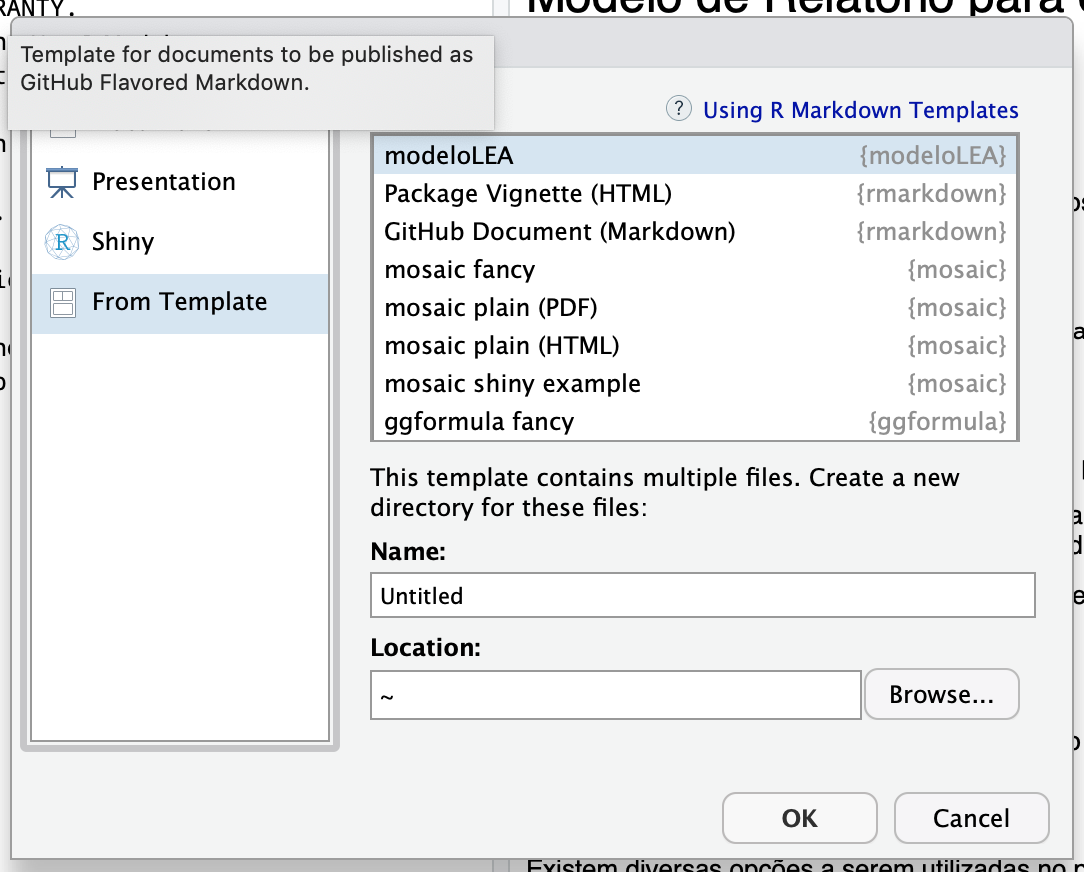 RANTY.
Modelo de Relatório para
Template for documents to be published as
GitHub Flavored Markdown.
Using R Markdown Templates
Presentation
Shiny
From Template
modeloLEA {modeloLEA}
Package Vignette (HTML) {rmarkdown}
GitHub Document (Markdown) {rmarkdown}
mosaic fancy {mosaic}
mosaic plain (PDF) {mosaic}
mosaic plain (HTML) {mosaic}
mosaic shiny example {mosaic}
ggformula fancy {ggformula}
This template contains multiple files. Create a new
directory for these files:
Name:
Untitled
Location:
~
Browse...
OK
Cancel
Existem diversas opções a serem utilizadas no